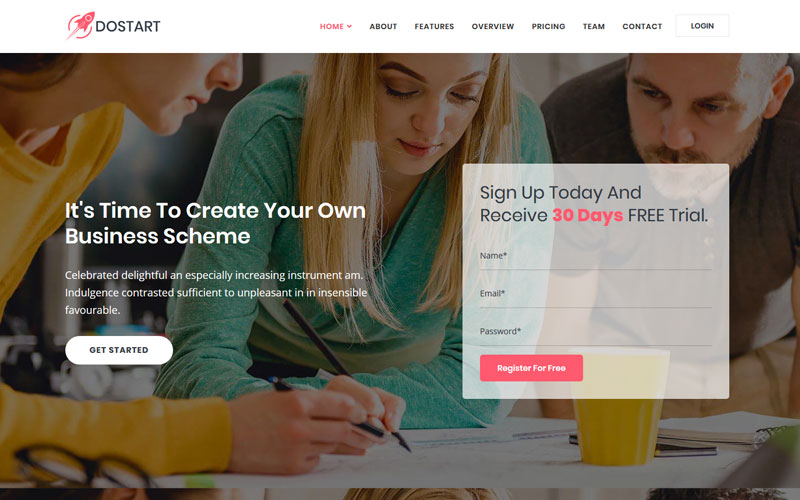 DOSTART
HOME
ABOUT
FEATURES
OVERVIEW
PRICING
TEAM
CONTACT
LOGIN
It's Time To Create Your Own
Business Scheme
Celebrated delightful an especially increasing instrument am.
Indulgence contrasted sufficient to unpleasant in in insensible
favourable.
GET STARTED
Sign Up Today And
Receive 30 Days FREE Trial.
Name*
Email*
Password*
Register For Free